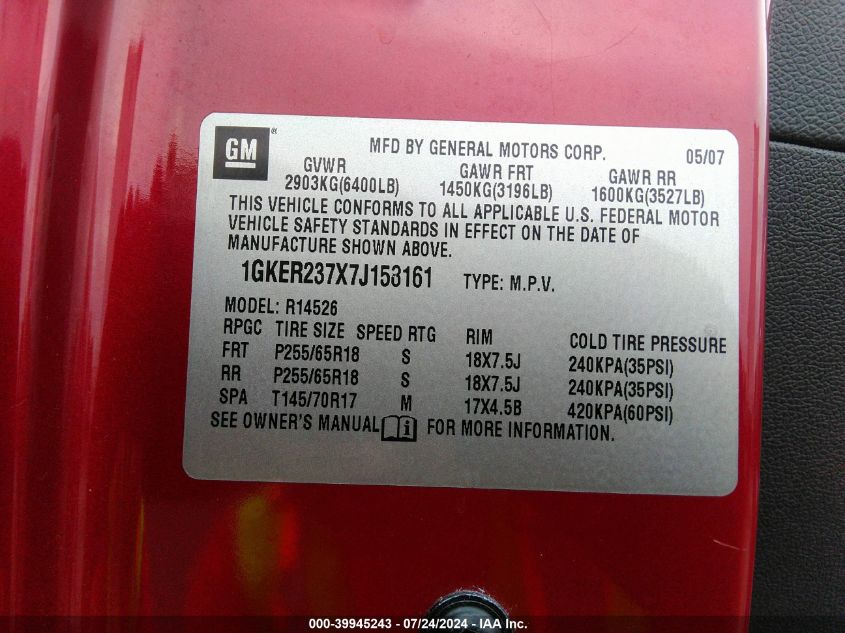 GM®
MFD BY GENERAL MOTORS CORP. 05/07
GVWR GAWR FRT GAWR RR
2903KG(6400LB) 1450KG(3196LB) 1600KG(3527LB)
THIS VEHICLE CONFORMS TO ALL APPLICABLE U.S. FEDERAL MOTOR
VEHICLE SAFETY STANDARDS IN EFFECT ON THE DATE OF
MANUFACTURE SHOWN ABOVE.
1GKER237X7J153161 TYPE: M.P.V.
MODEL: R14526
RPGC TIRE SIZE SPEED RTG RIM COLD TIRE PRESSURE
FRT P255/65R18 S 18X7.5J 240KPA(35PSI)
RR P255/65R18 S 18X7.5J 240KPA(35PSI)
SPA T145/70R17 M 17X4.5B 420KPA(60PSI)
SEE OWNER'S MANUAL i FOR MORE INFORMATION.
000-39945243 - 07/24/2024 - IAA Inc.